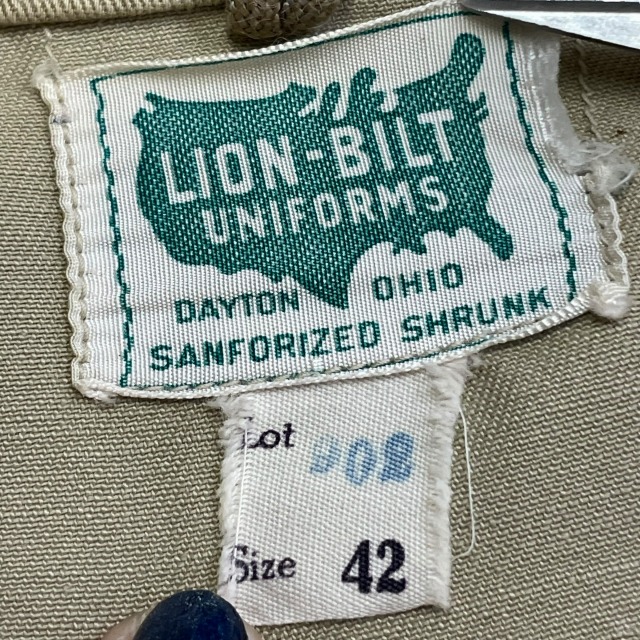 LION-BILT
UNIFORMS
DAYTON OHIO
SANFORIZED SHRUNK
Lot
Size 42